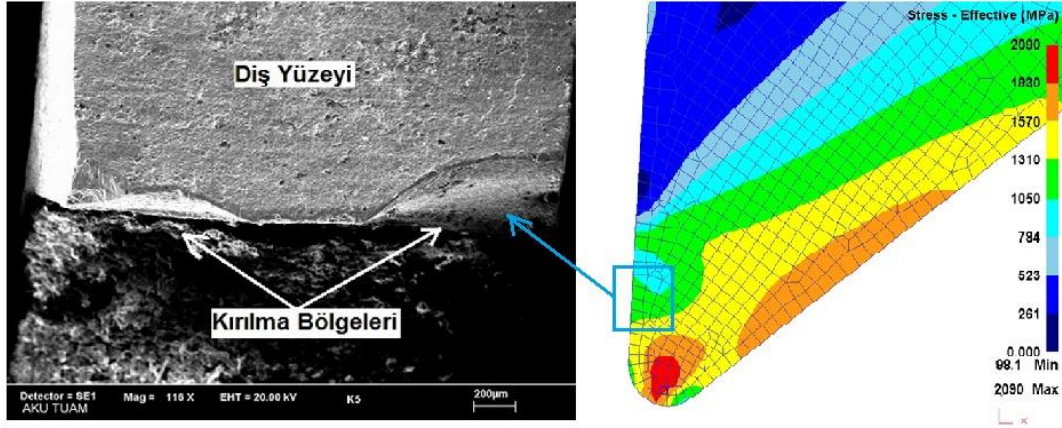 Diş Yüzeyi
Kırılma Bölgeleri
Detector = SE1 Mag = 116 X EHT = 20.00 kV K5 200µm
AKU TUAM
Stress - Effective (MPa)
2090
1830
1570
1310
1050
784
523
261
0.000
98.1 Min
2090 Max
x